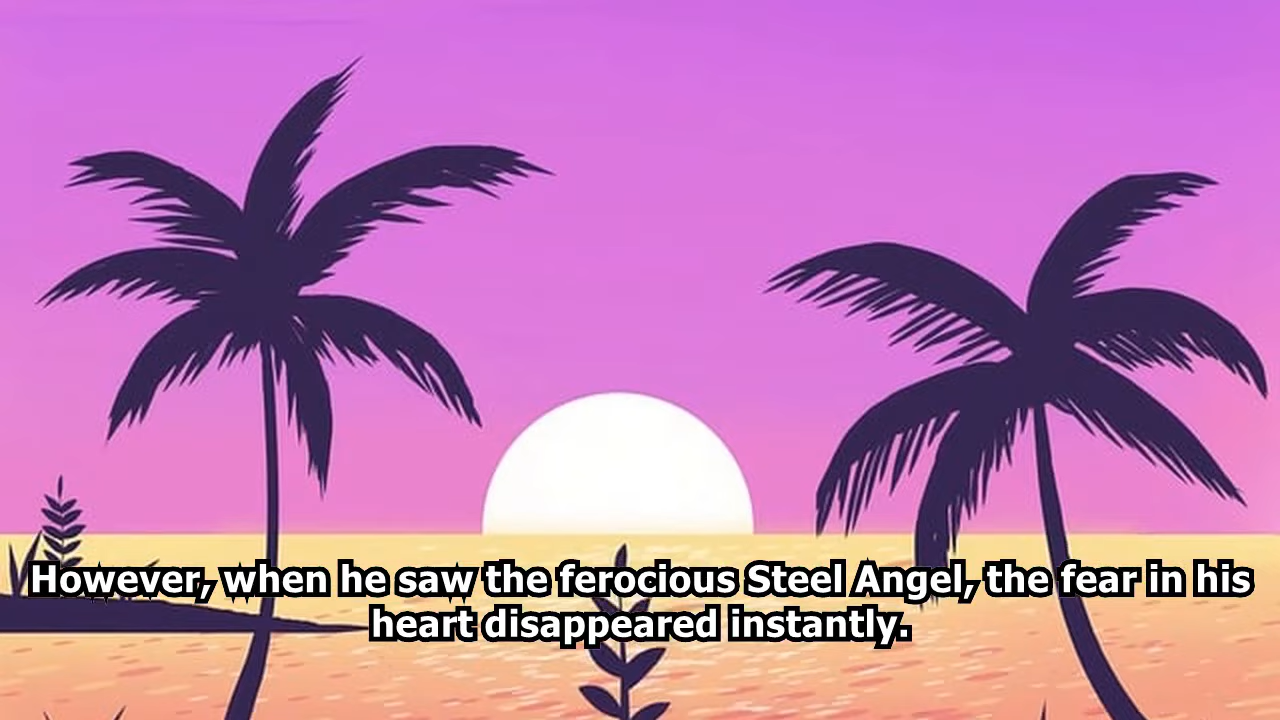 However, when he saw the ferocious Steel Angel, the fear in his
heart disappeared instantly.